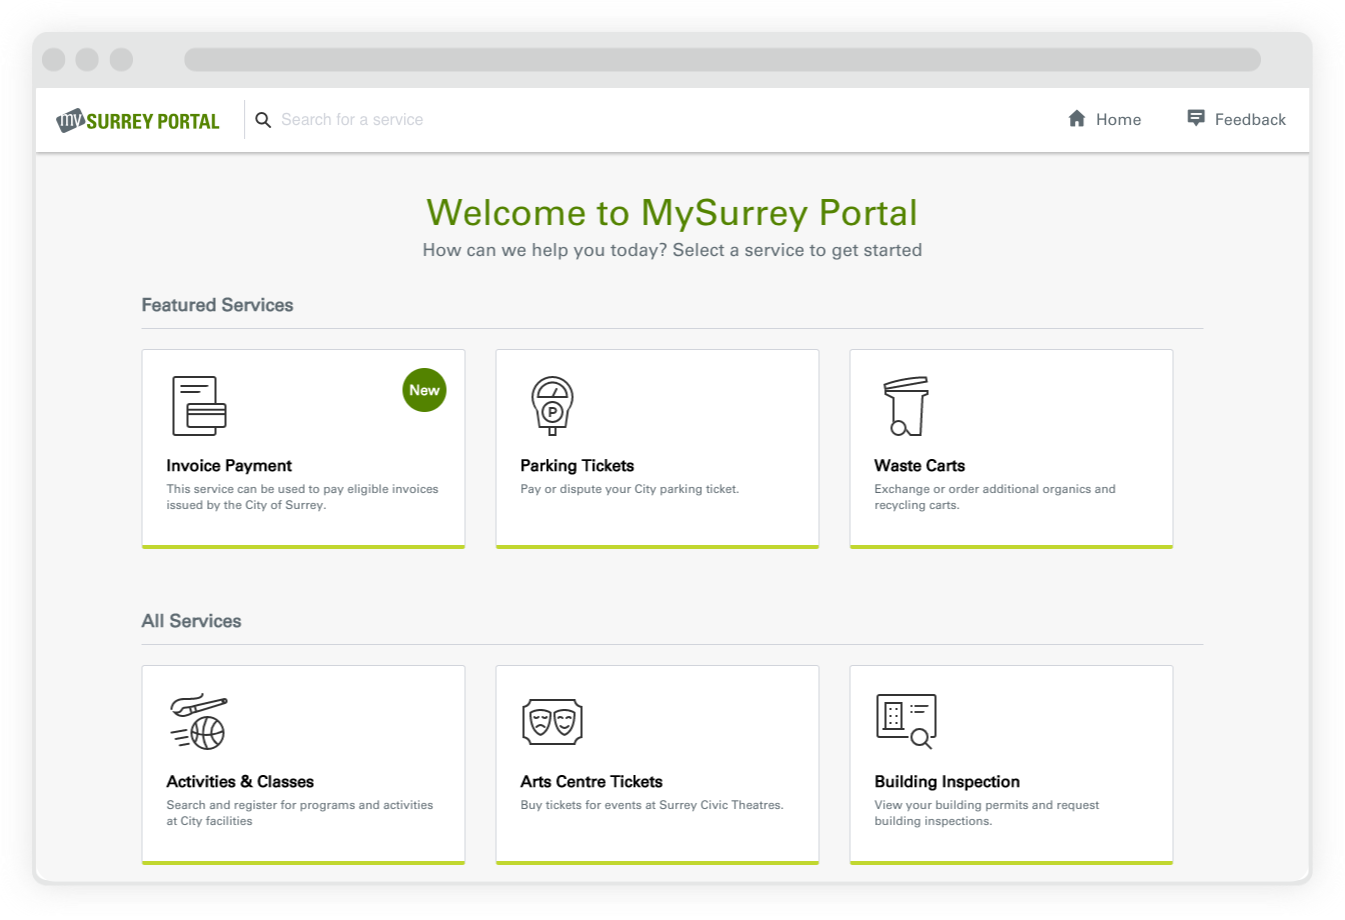 my SURREY PORTAL
Search for a service
Home
Feedback
Welcome to MySurrey Portal
How can we help you today? Select a service to get started
Featured Services
New
P
Invoice Payment
This service can be used to pay eligible invoices
issued by the City of Surrey.
Parking Tickets
Pay or dispute your City parking ticket.
Waste Carts
Exchange or order additional organics and
recycling carts.
All Services
Activities & Classes
Search and register for programs and activities
at City facilities
Arts Centre Tickets
Buy tickets for events at Surrey Civic Theatres.
Building Inspection
View your building permits and request
building inspections.